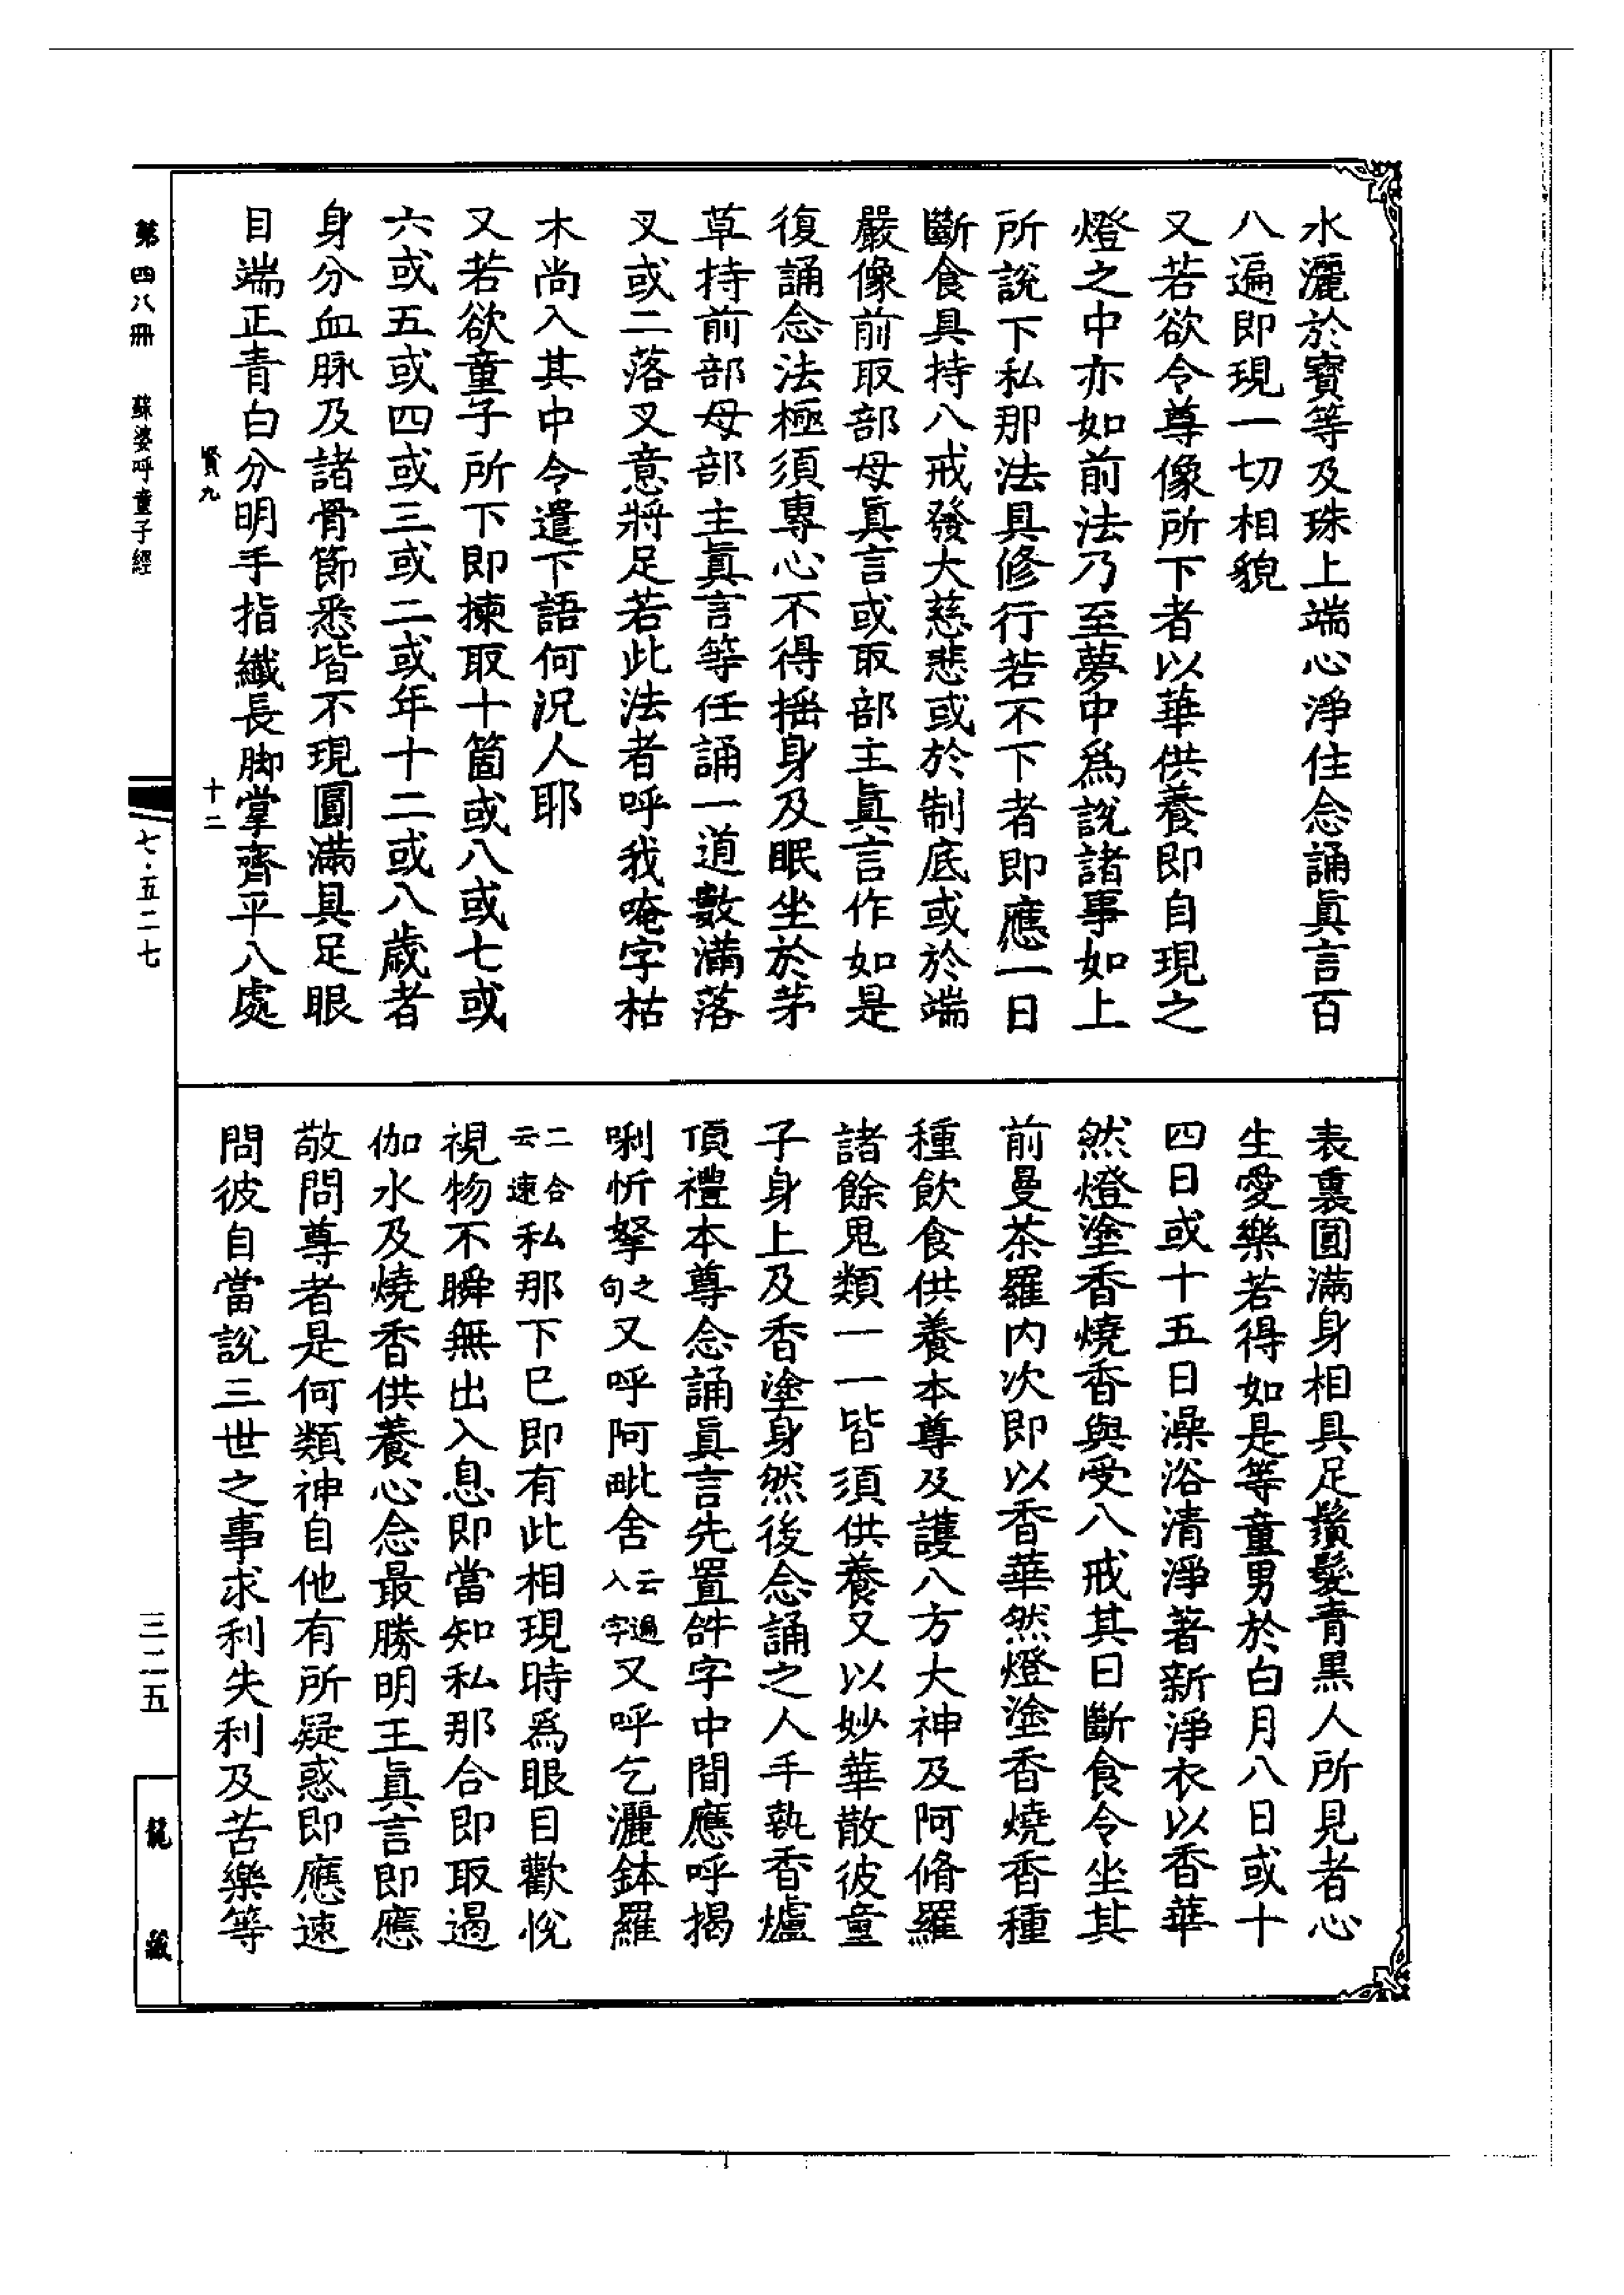 水灑於寶等及珠上端心淨住念誦眞言百
八遍即現一切相貌
又若欲令尊像所下者以華供養即自現之
燈之中亦如前法乃至夢中爲說諸事如上
所說下私那法具修行若不下者即應一日
斷食具持八戒發大慈悲或於制底或於端
嚴像前取部母眞言或取部主眞言作如是
復誦念法極須專心不得搖身及眠坐於茅
草持前部母部主眞言等任誦一道數滿落
叉或二落叉意將足若此法者呼我唵字枯
木尚入其中令遣下語何況人耶
又若欲童子所下即揀取十箇或八或七或
六或五或四或三或二或年十二或八歲者
身分血脉及諸骨節悉皆不現圓滿具足眼
目端正青白分明手指纖長脚掌齊平八處
賢九 十二
表裏圓滿身相具足鬚髮青黑人所見者心
生愛樂若得如是等童男於白月八日或十
四日或十五日澡浴清淨著新淨衣以香華
然燈塗香燒香與受八戒其日斷食令坐其
前曼茶羅內次即以香華然燈塗香燒香種
種飲食供養本尊及護八方大神及阿脩羅
諸餘鬼類一一皆須供養又以妙華散彼童
子身上及香塗身然後念誦之人手執香爐
頂禮本尊念誦眞言先置𤙖字中間應呼揭
唎忻拏之句又呼阿毗舍云過入字又呼乞灑鉢羅
二合云速私那下已即有此相現時爲眼目歡悅
視物不瞬無出入息即當知私那合即取遏
伽水及燒香供養心念最勝明王眞言即應
敬問尊者是何類神自他有所疑惑即應速
問彼自當說三世之事求利失利及苦樂等
第四八冊 蘇婆呼童子經
七·五二七
三二五
龍藏